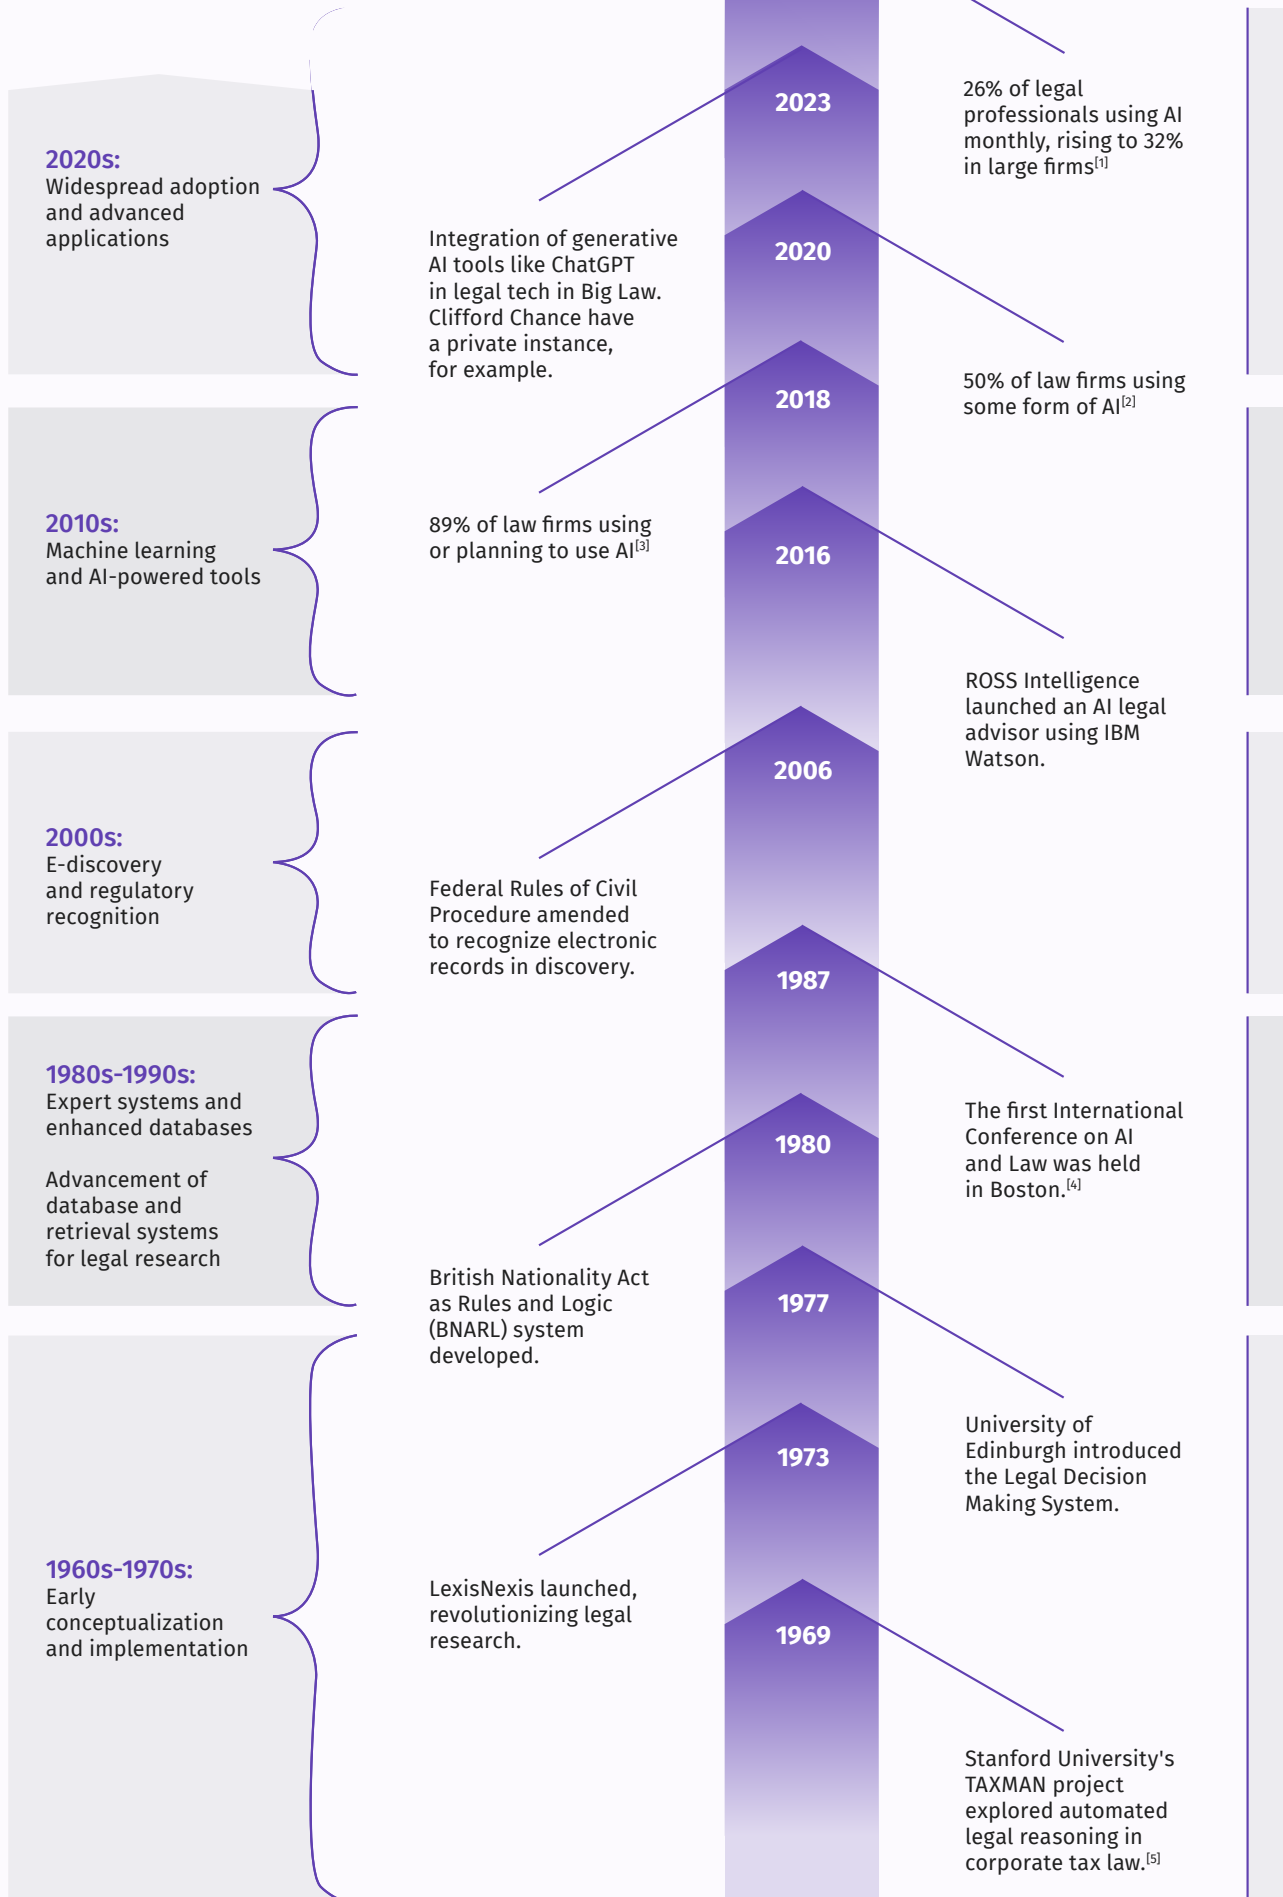 2020s:
Widespread adoption
and advanced
applications
2023
26% of legal
professionals using AI
monthly, rising to 32%
in large firms[1]
Integration of generative
AI tools like ChatGPT
in legal tech in Big Law.
Clifford Chance have
a private instance,
for example.
2020
50% of law firms using
some form of AI[2]
2010s:
Machine learning
and AI-powered tools
2018
89% of law firms using
or planning to use AI[3]
2016
ROSS Intelligence
launched an AI legal
advisor using IBM
Watson.
2000s:
E-discovery
and regulatory
recognition
2006
Federal Rules of Civil
Procedure amended
to recognize electronic
records in discovery.
1980s-1990s:
Expert systems and
enhanced databases
Advancement of
database and
retrieval systems
for legal research
1987
The first International
Conference on AI
and Law was held
in Boston.[4]
1980
British Nationality Act
as Rules and Logic
(BNARL) system
developed.
1960s-1970s:
Early
conceptualization
and implementation
1977
University of
Edinburgh introduced
the Legal Decision
Making System.
1973
LexisNexis launched,
revolutionizing legal
research.
1969
Stanford University's
TAXMAN project
explored automated
legal reasoning in
corporate tax law.[5]